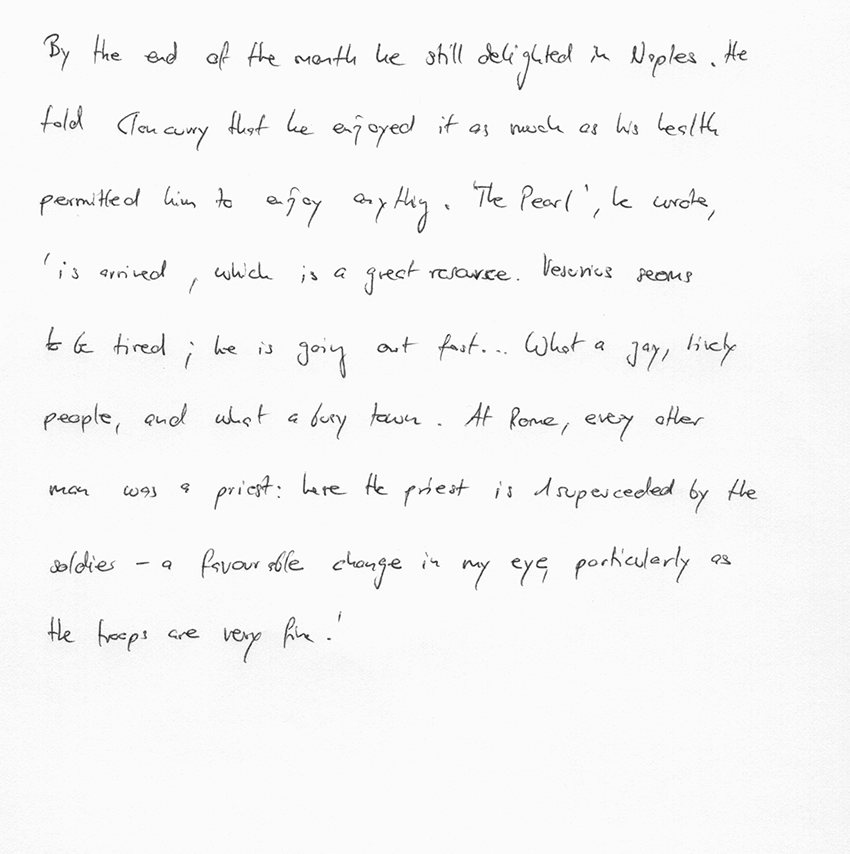 By the end of the month he still delighted in Naples. He
told Cloncurry that he enjoyed it as much as his health
permitted him to enjoy anything. 'The Pearl', he wrote,
'is arrived, which is a great resource. Vesuvius seems
to be tired; he is going out fast... What a gay, lively
people, and what a busy town. At Rome, every other
man was a priest: here the priest is superceded by the
soldier - a favourable change in my eye, particularly as
the troops are very fine.'